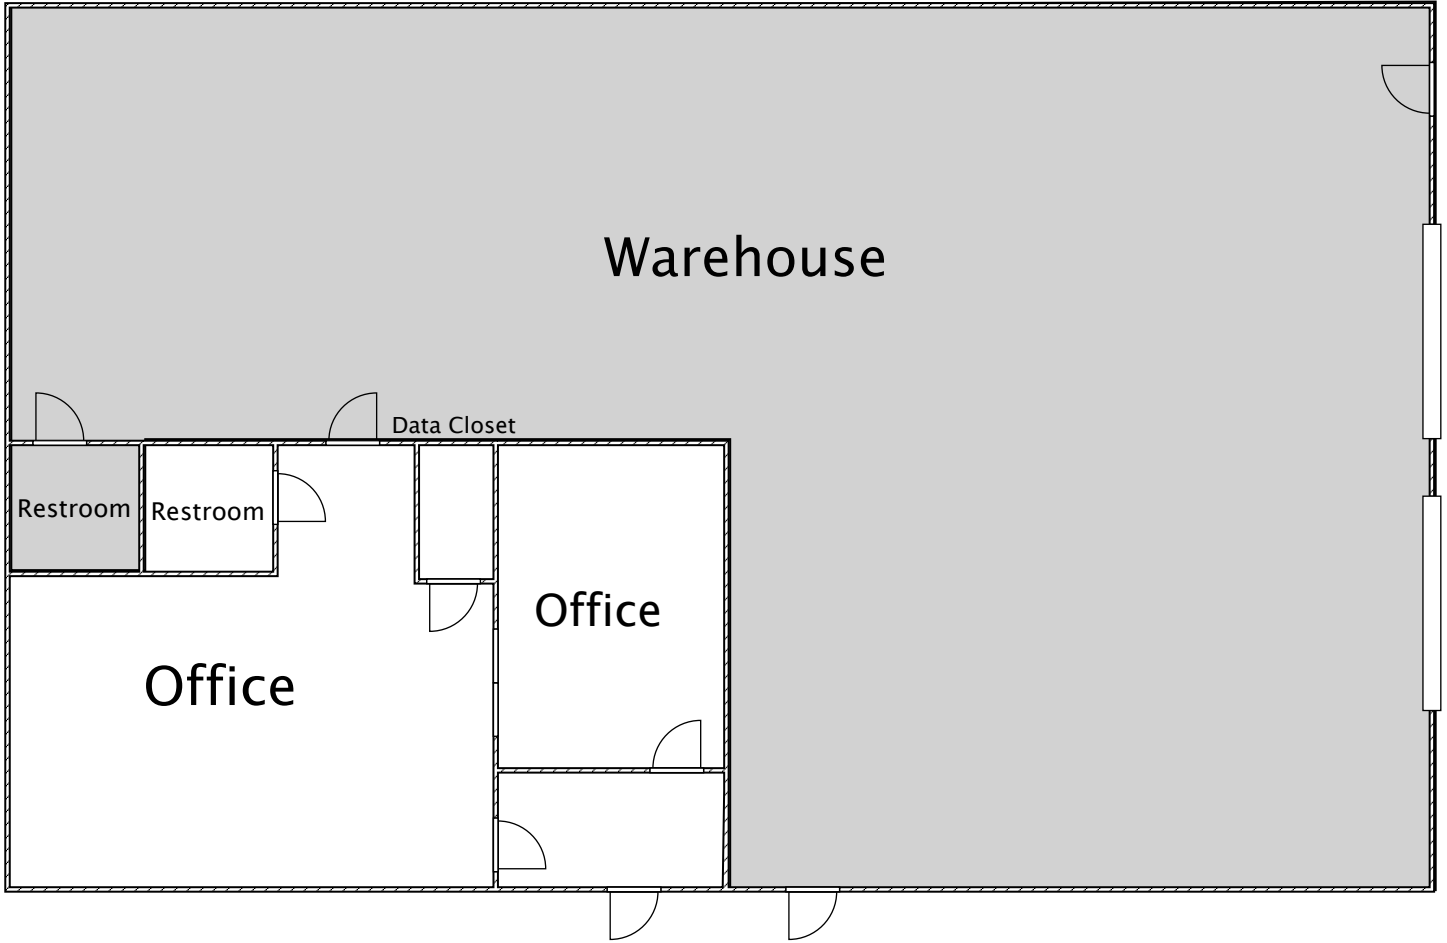 Warehouse
Data Closet
Restroom
Restroom
Office
Office